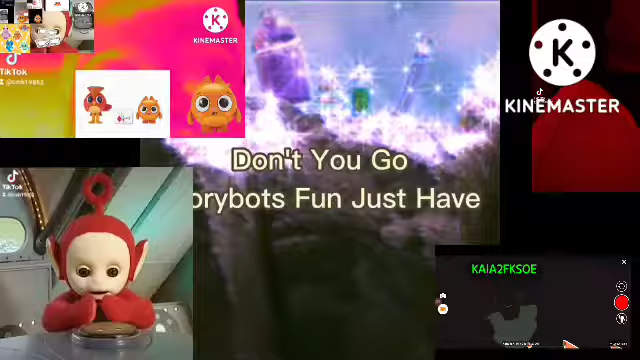 KINEMASTER
TikTok
KINEMASTER
Don't You Go
orybots Fun Just Have
TikTok
KAIA2FKSOE